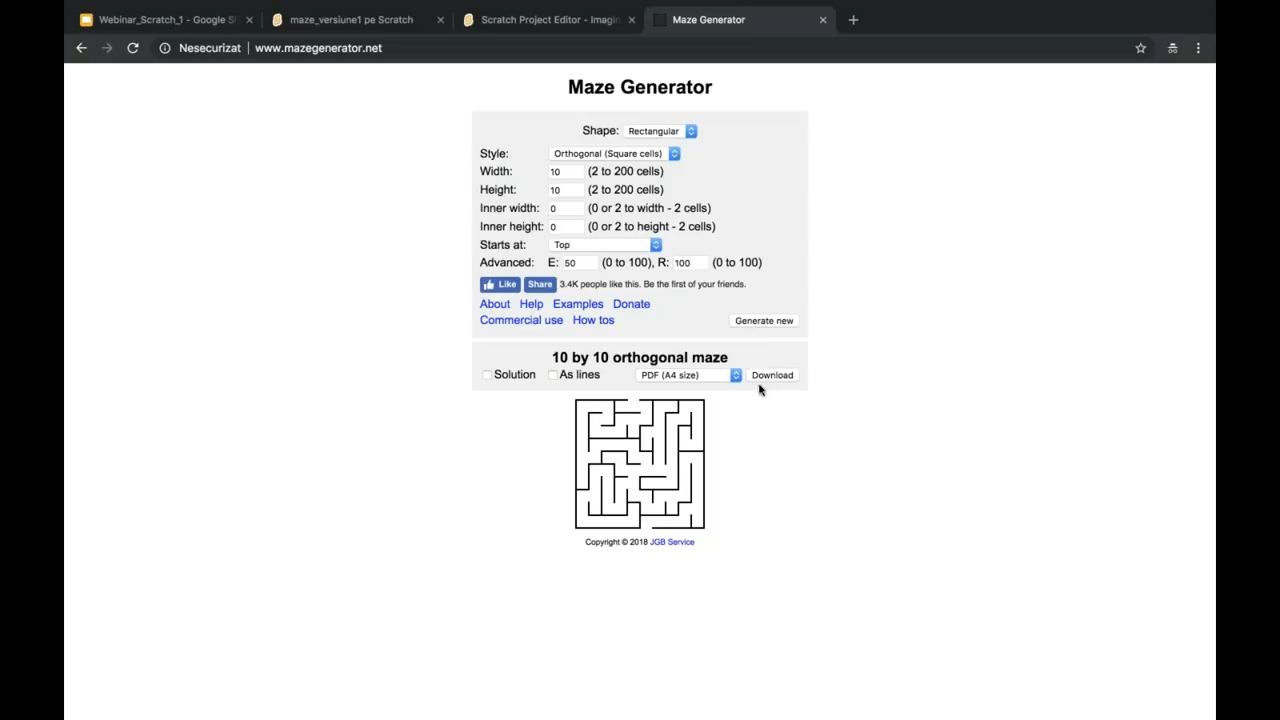 Webinar_Scratch_1 - Google Sl
maze_versiune1 pe Scratch
Scratch Project Editor - Imagin
Maze Generator
Nesecurizat
www.mazegenerator.net
Maze Generator
Shape: Rectangular
Style: Orthogonal (Square cells)
Width: 10 (2 to 200 cells)
Height: 10 (2 to 200 cells)
Inner width: 0 (0 or 2 to width - 2 cells)
Inner height: 0 (0 or 2 to height - 2 cells)
Starts at: Top
Advanced: E: 50 (0 to 100), R: 100 (0 to 100)
Like Share 3.4K people like this. Be the first of your friends.
About Help Examples Donate
Commercial use How tos Generate new
10 by 10 orthogonal maze
Solution As lines PDF (A4 size) Download
Copyright © 2018 JGB Service